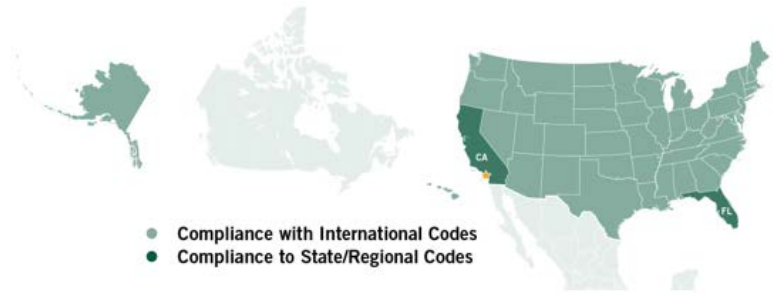 CA
FL
Compliance with International Codes
Compliance to State/Regional Codes